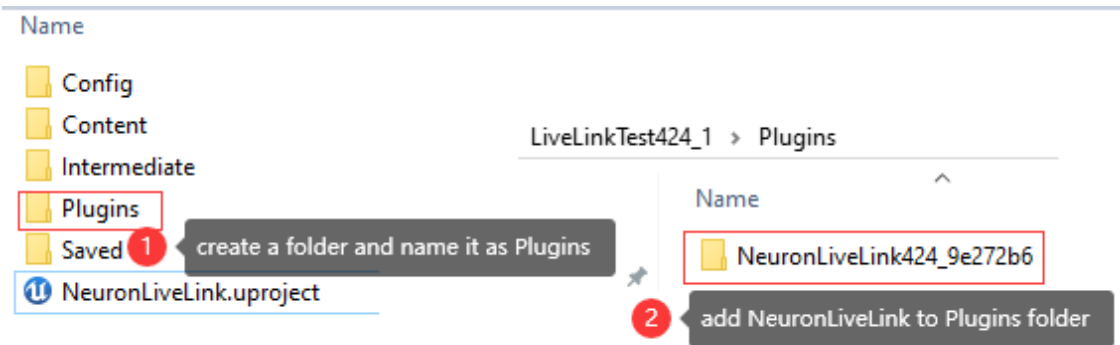 Name
Config
Content
Intermediate
Plugins
Saved
1 create a folder and name it as Plugins
NeuronLiveLink.uproject
LiveLinkTest424_1 > Plugins
Name
NeuronLiveLink424_9e272b6
2 add NeuronLiveLink to Plugins folder